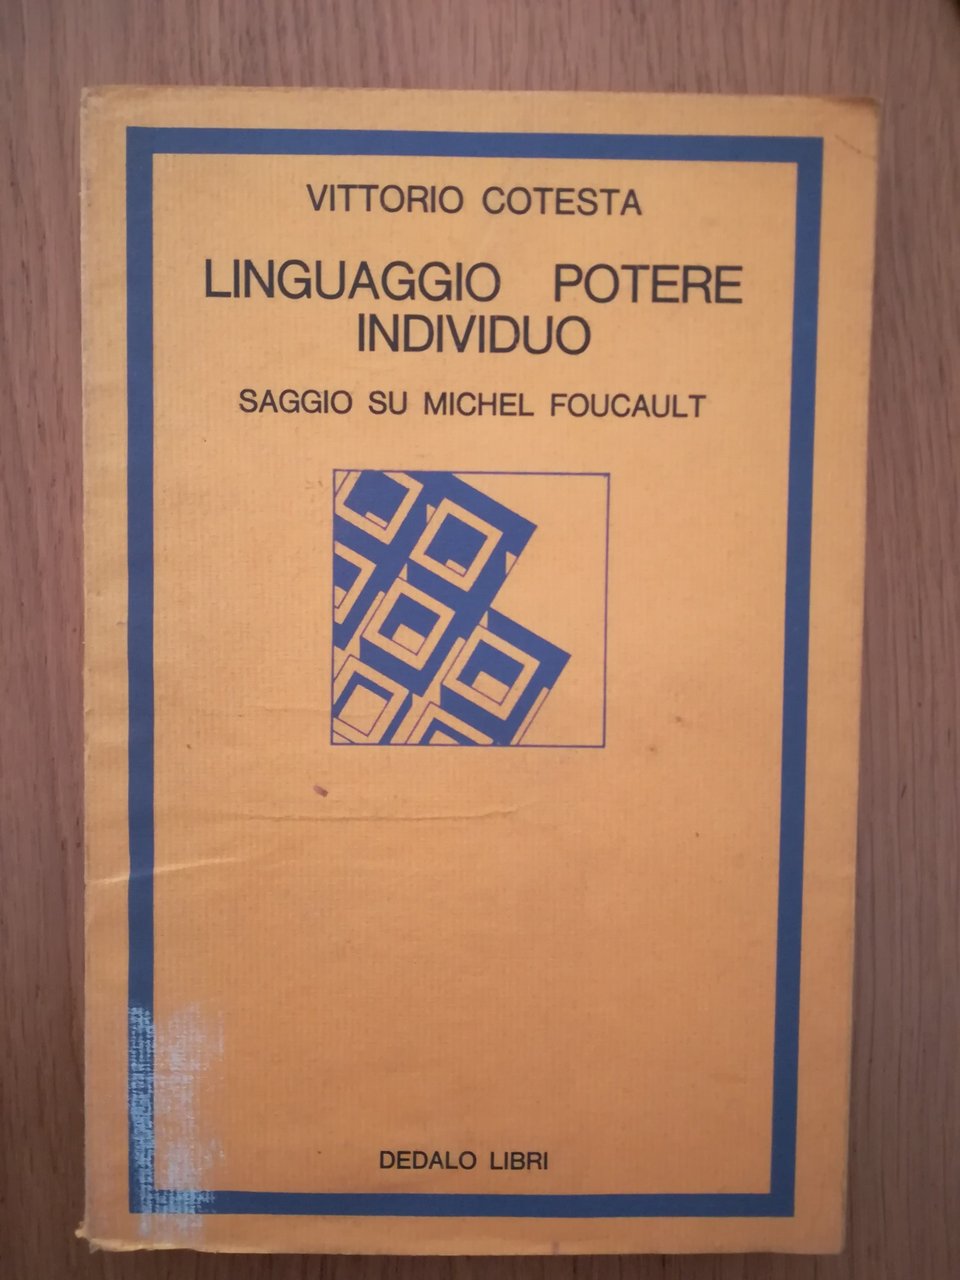 VITTORIO COTESTA
LINGUAGGIO POTERE
INDIVIDUO
SAGGIO SU MICHEL FOUCAULT
DEDALO LIBRI